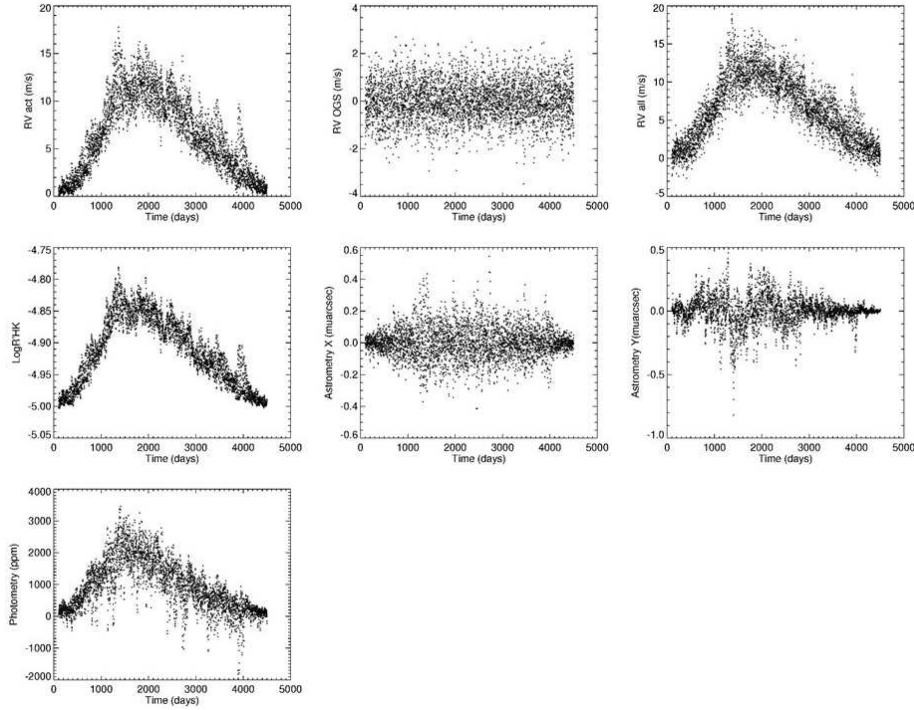 20
15
10
5
0
RV act (m/s)
0 1000 2000 3000 4000 5000
Time (days)
4
2
0
-2
-4
RV OGS (m/s)
0 1000 2000 3000 4000 5000
Time (days)
20
15
10
5
0
-5
RV all (m/s)
0 1000 2000 3000 4000 5000
Time (days)
-4.75
-4.80
-4.85
-4.90
-4.95
-5.00
-5.05
LogR'HK
0 1000 2000 3000 4000 5000
Time (days)
0.6
0.4
0.2
0.0
-0.2
-0.4
-0.6
Astrometry X (muarcsec)
0 1000 2000 3000 4000 5000
Time (days)
0.5
0.0
-0.5
-1.0
Astrometry Y(muarcsec)
0 1000 2000 3000 4000 5000
Time (days)
4000
3000
2000
1000
0
-1000
-2000
Photometry (ppm)
0 1000 2000 3000 4000 5000
Time (days)